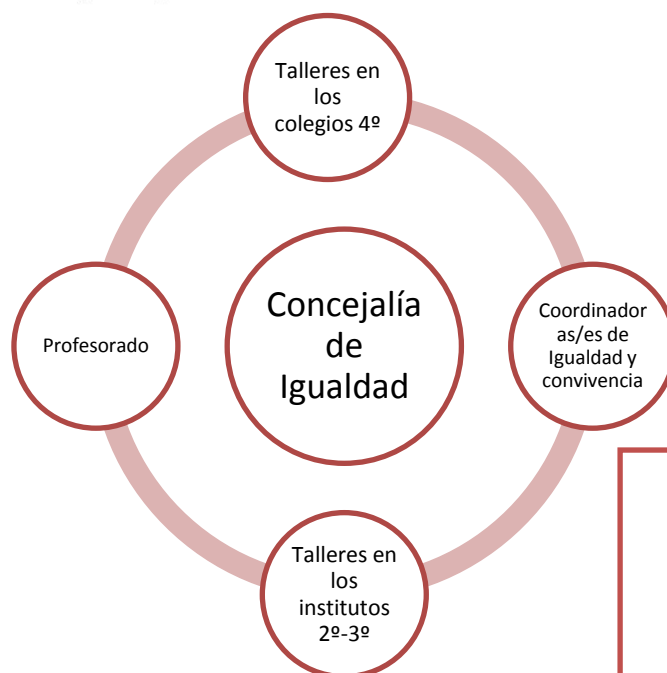 Talleres en
los
colegios 4º
Profesorado
Concejalía
de
Igualdad
Coordinador
as/es de
Igualdad y
convivencia
Talleres en
los
institutos
2º-3º